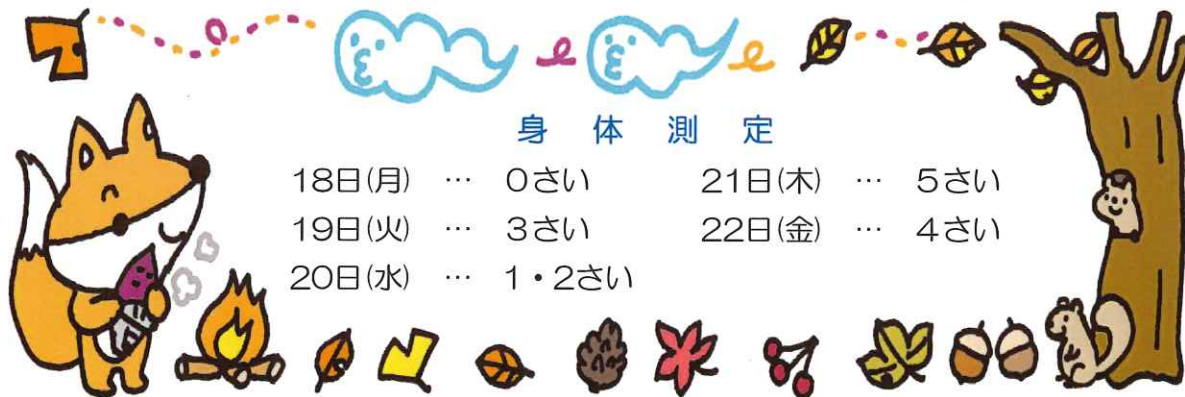 身体測定
18日(月) … 0さい
19日(火) … 3さい
20日(水) … 1・2さい
21日(木) … 5さい
22日(金) … 4さい